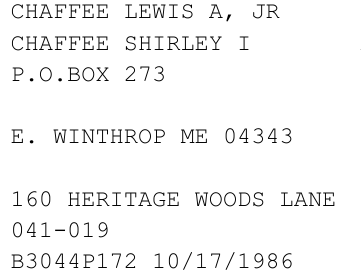 CHAFFEE LEWIS A, JR
CHAFFEE SHIRLEY I
P.O.BOX 273
E. WINTHROP ME 04343
160 HERITAGE WOODS LANE
041-019
B3044P172 10/17/1986